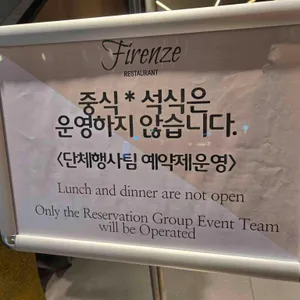 Firenze
RESTAURANT
중식 * 석식은
운영하지 않습니다.
<단체행사팀 예약제운영>
Lunch and dinner are not open
Only the Reservation Group Event Team
will be Operated